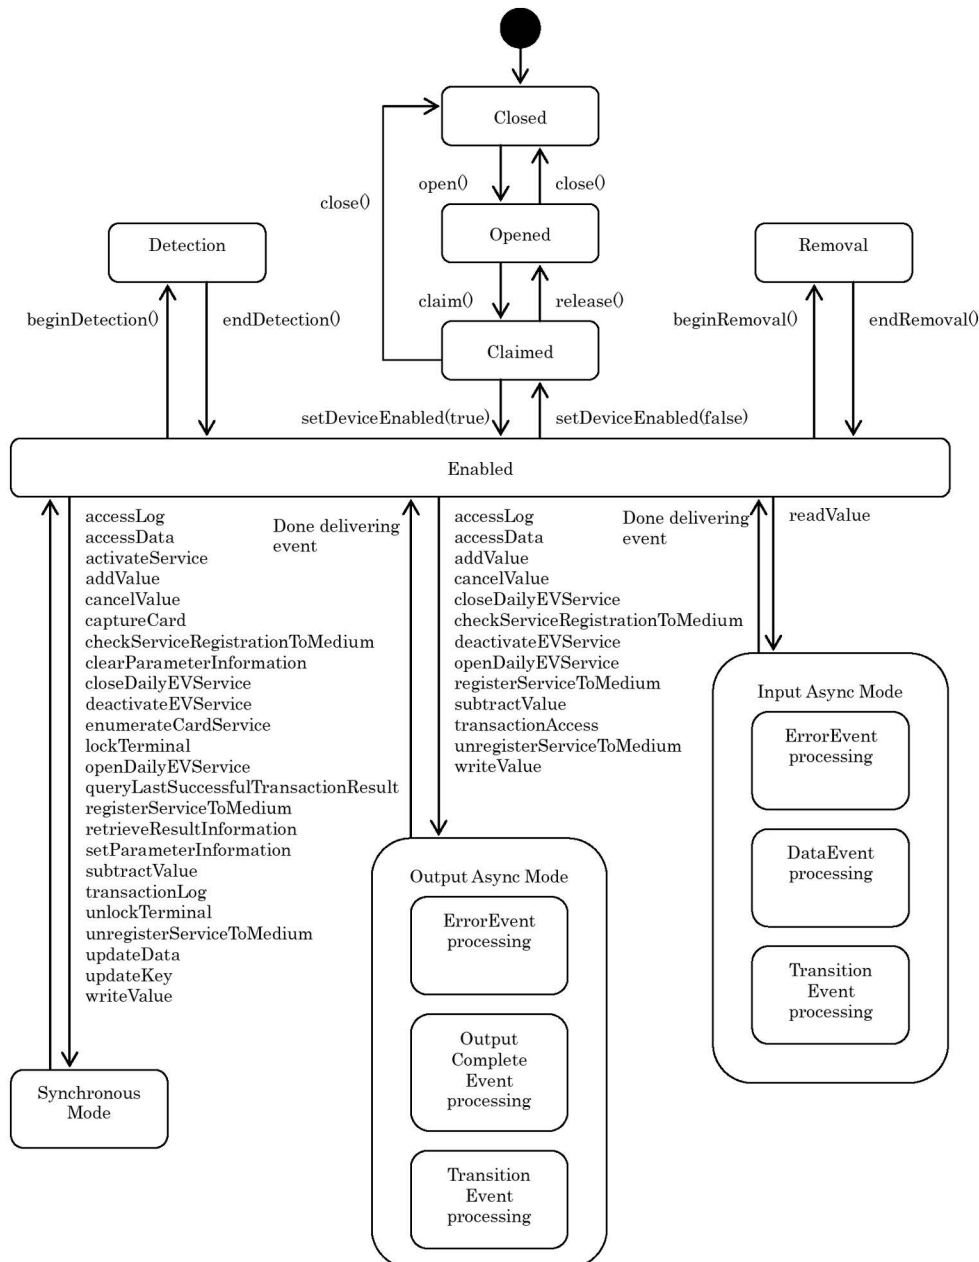 Closed
open()
close()
close()
Opened
Detection
Removal
claim()
release()
beginDetection()
endDetection()
beginRemoval()
endRemoval()
Claimed
setDeviceEnabled(true)
setDeviceEnabled(false)
Enabled
accessLog
accessData
activateService
addValue
cancelValue
captureCard
checkServiceRegistrationToMedium
clearParameterInformation
closeDailyEVService
deactivateEVService
enumerateCardService
lockTerminal
openDailyEVService
queryLastSuccessfulTransactionResult
registerServiceToMedium
retrieveResultInformation
setParameterInformation
subtractValue
transactionLog
unlockTerminal
unregisterServiceToMedium
updateData
updateKey
writeValue
Synchronous
Mode
Done delivering
event
accessLog
accessData
addValue
cancelValue
closeDailyEVService
checkServiceRegistrationToMedium
deactivateEVService
openDailyEVService
registerServiceToMedium
subtractValue
transactionAccess
unregisterServiceToMedium
writeValue
Output Async Mode
ErrorEvent
processing
Output
Complete
Event
processing
Transition
Event
processing
Done delivering
event
readValue
Input Async Mode
ErrorEvent
processing
DataEvent
processing
Transition
Event
processing